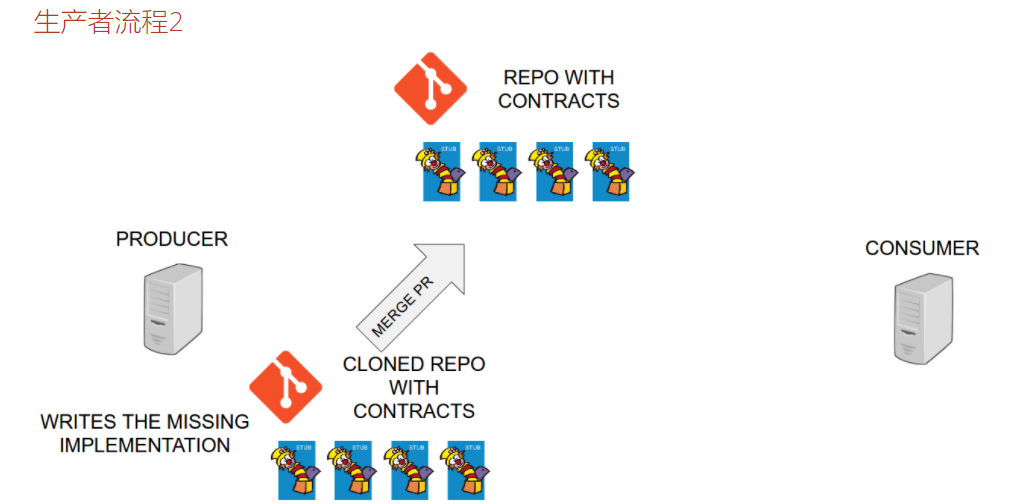 生产者流程2
REPO WITH
CONTRACTS
STUB
STUB
STUB
STUB
PRODUCER
CONSUMER
MERGE PR
CLONED REPO
WITH
CONTRACTS
WRITES THE MISSING
IMPLEMENTATION
STUB
STUB
STUB
STUB